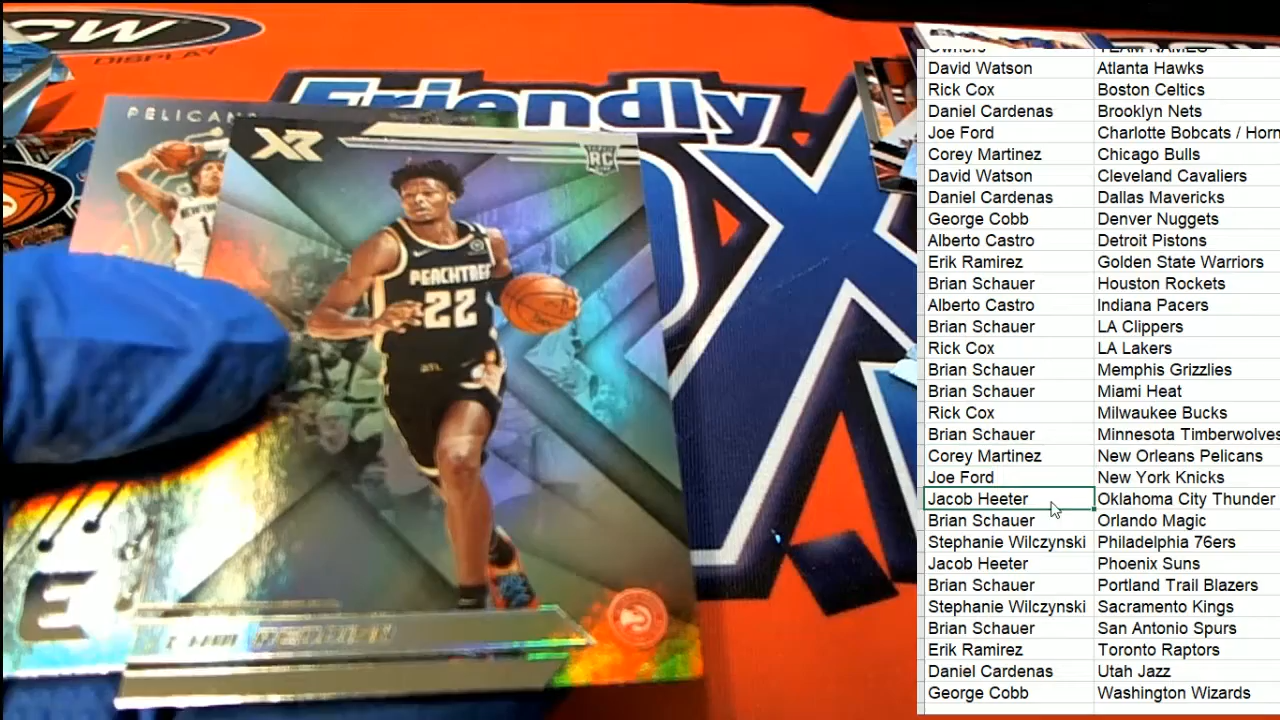 CW
DISPLAY
Friendly
PELICANS
XR
RC
PEACHTREE
22
E
Owners TEAM NAMES
David Watson Atlanta Hawks
Rick Cox Boston Celtics
Daniel Cardenas Brooklyn Nets
Joe Ford Charlotte Bobcats / Horn
Corey Martinez Chicago Bulls
David Watson Cleveland Cavaliers
Daniel Cardenas Dallas Mavericks
George Cobb Denver Nuggets
Alberto Castro Detroit Pistons
Erik Ramirez Golden State Warriors
Brian Schauer Houston Rockets
Alberto Castro Indiana Pacers
Brian Schauer LA Clippers
Rick Cox LA Lakers
Brian Schauer Memphis Grizzlies
Brian Schauer Miami Heat
Rick Cox Milwaukee Bucks
Brian Schauer Minnesota Timberwolves
Corey Martinez New Orleans Pelicans
Joe Ford New York Knicks
Jacob Heeter Oklahoma City Thunder
Brian Schauer Orlando Magic
Stephanie Wilczynski Philadelphia 76ers
Jacob Heeter Phoenix Suns
Brian Schauer Portland Trail Blazers
Stephanie Wilczynski Sacramento Kings
Brian Schauer San Antonio Spurs
Erik Ramirez Toronto Raptors
Daniel Cardenas Utah Jazz
George Cobb Washington Wizards